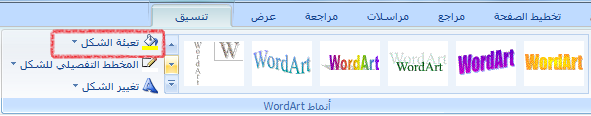 تخطيط الصفحة مراجع مراسلات مراجعة عرض تنسيق
WordArt WordArt WordArt WordArt WordArt W WordArt
تعبئة الشكل
المخطط التفصيلي للشكل
تغيير الشكل
أنماط WordArt